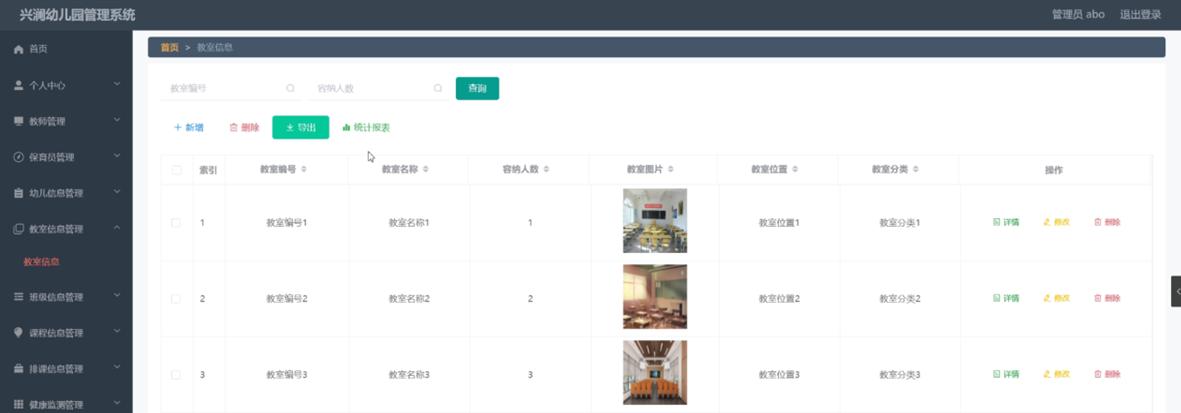 兴澜幼儿园管理系统
管理员 abo 退出登录
首页
个人中心
教师管理
保育员管理
幼儿信息管理
教室信息管理
教室信息
班级信息管理
课程信息管理
排课信息管理
健康监测管理
首页 > 教室信息
教室编号 容纳人数 查询
+ 新增 删除 导出 统计报表
索引 教室编号 教室名称 容纳人数 教室图片 教室位置 教室分类 操作
1 教室编号1 教室名称1 1 教室位置1 教室分类1 详情 修改 删除
2 教室编号2 教室名称2 2 教室位置2 教室分类2 详情 修改 删除
3 教室编号3 教室名称3 3 教室位置3 教室分类3 详情 修改 删除